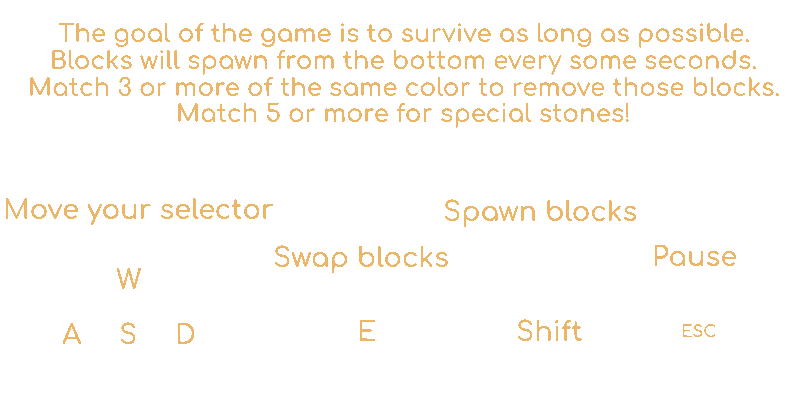 The goal of the game is to survive as long as possible.
Blocks will spawn from the bottom every some seconds.
Match 3 or more of the same color to remove those blocks.
Match 5 or more for special stones!
Move your selector
Spawn blocks
Swap blocks
Pause
W
A S D
E
Shift
ESC